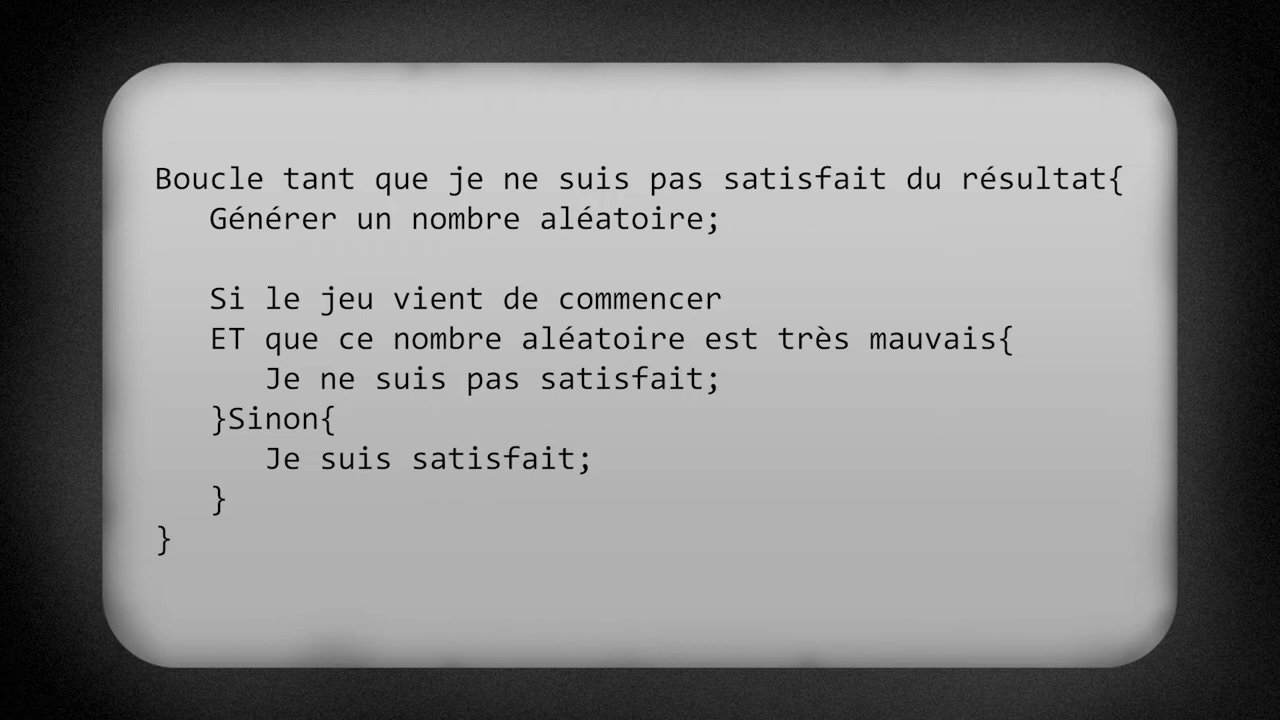 Boucle tant que je ne suis pas satisfait du résultat{
Générer un nombre aléatoire;
Si le jeu vient de commencer
ET que ce nombre aléatoire est très mauvais{
Je ne suis pas satisfait;
}Sinon{
Je suis satisfait;
}
}